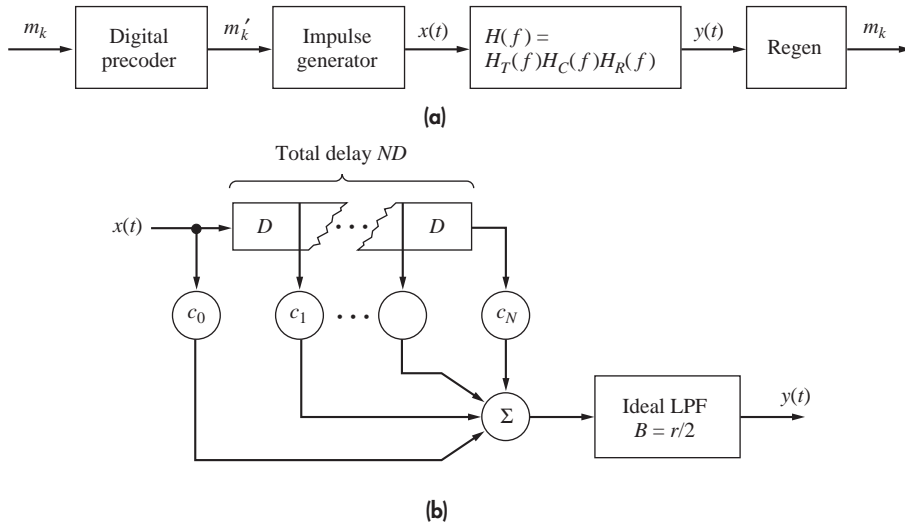 m_k
Digital
precoder
m_k′
Impulse
generator
x(t)
H(f) =
H_T(f)H_C(f)H_R(f)
y(t)
Regen
m_k
(a)
Total delay ND
x(t)
D
• • •
D
c_0
c_1
• • •
c_N
Σ
Ideal LPF
B = r/2
y(t)
(b)